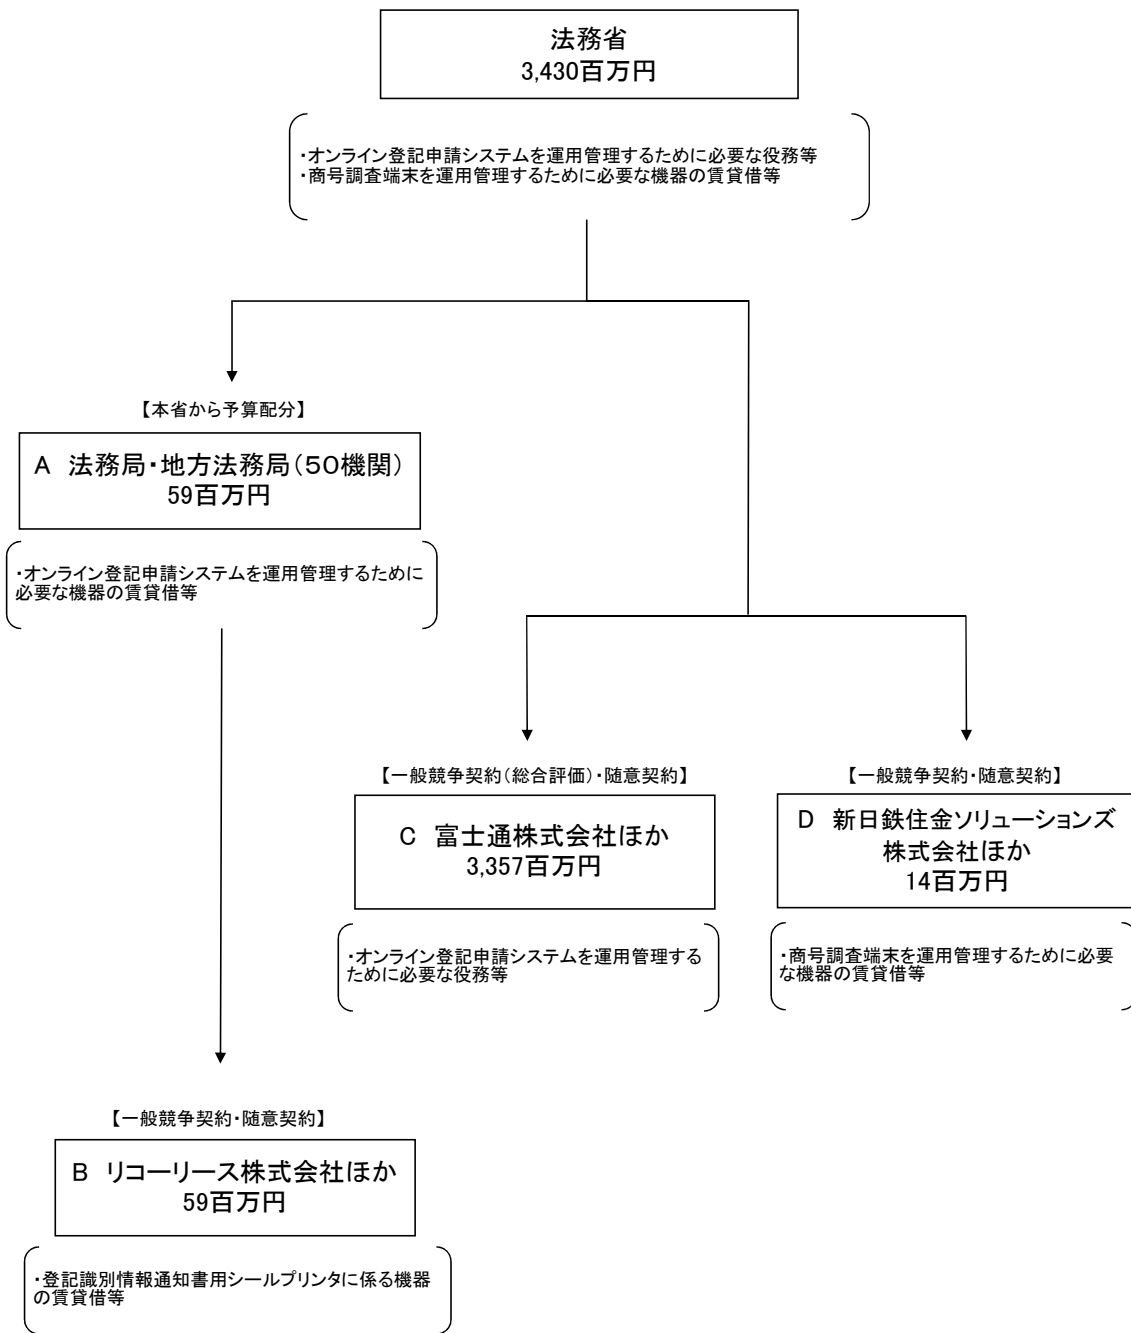 法務省
3,430百万円
・オンライン登記申請システムを運用管理するために必要な役務等
・商号調査端末を運用管理するために必要な機器の賃貸借等
【本省から予算配分】
A 法務局・地方法務局（５０機関）
59百万円
・オンライン登記申請システムを運用管理するために
必要な機器の賃貸借等
【一般競争契約（総合評価）・随意契約】
C 富士通株式会社ほか
3,357百万円
・オンライン登記申請システムを運用管理する
ために必要な役務等
【一般競争契約・随意契約】
D 新日鉄住金ソリューションズ
株式会社ほか
14百万円
・商号調査端末を運用管理するために必要
な機器の賃貸借等
【一般競争契約・随意契約】
B リコーリース株式会社ほか
59百万円
・登記識別情報通知書用シールプリンタに係る機器
の賃貸借等